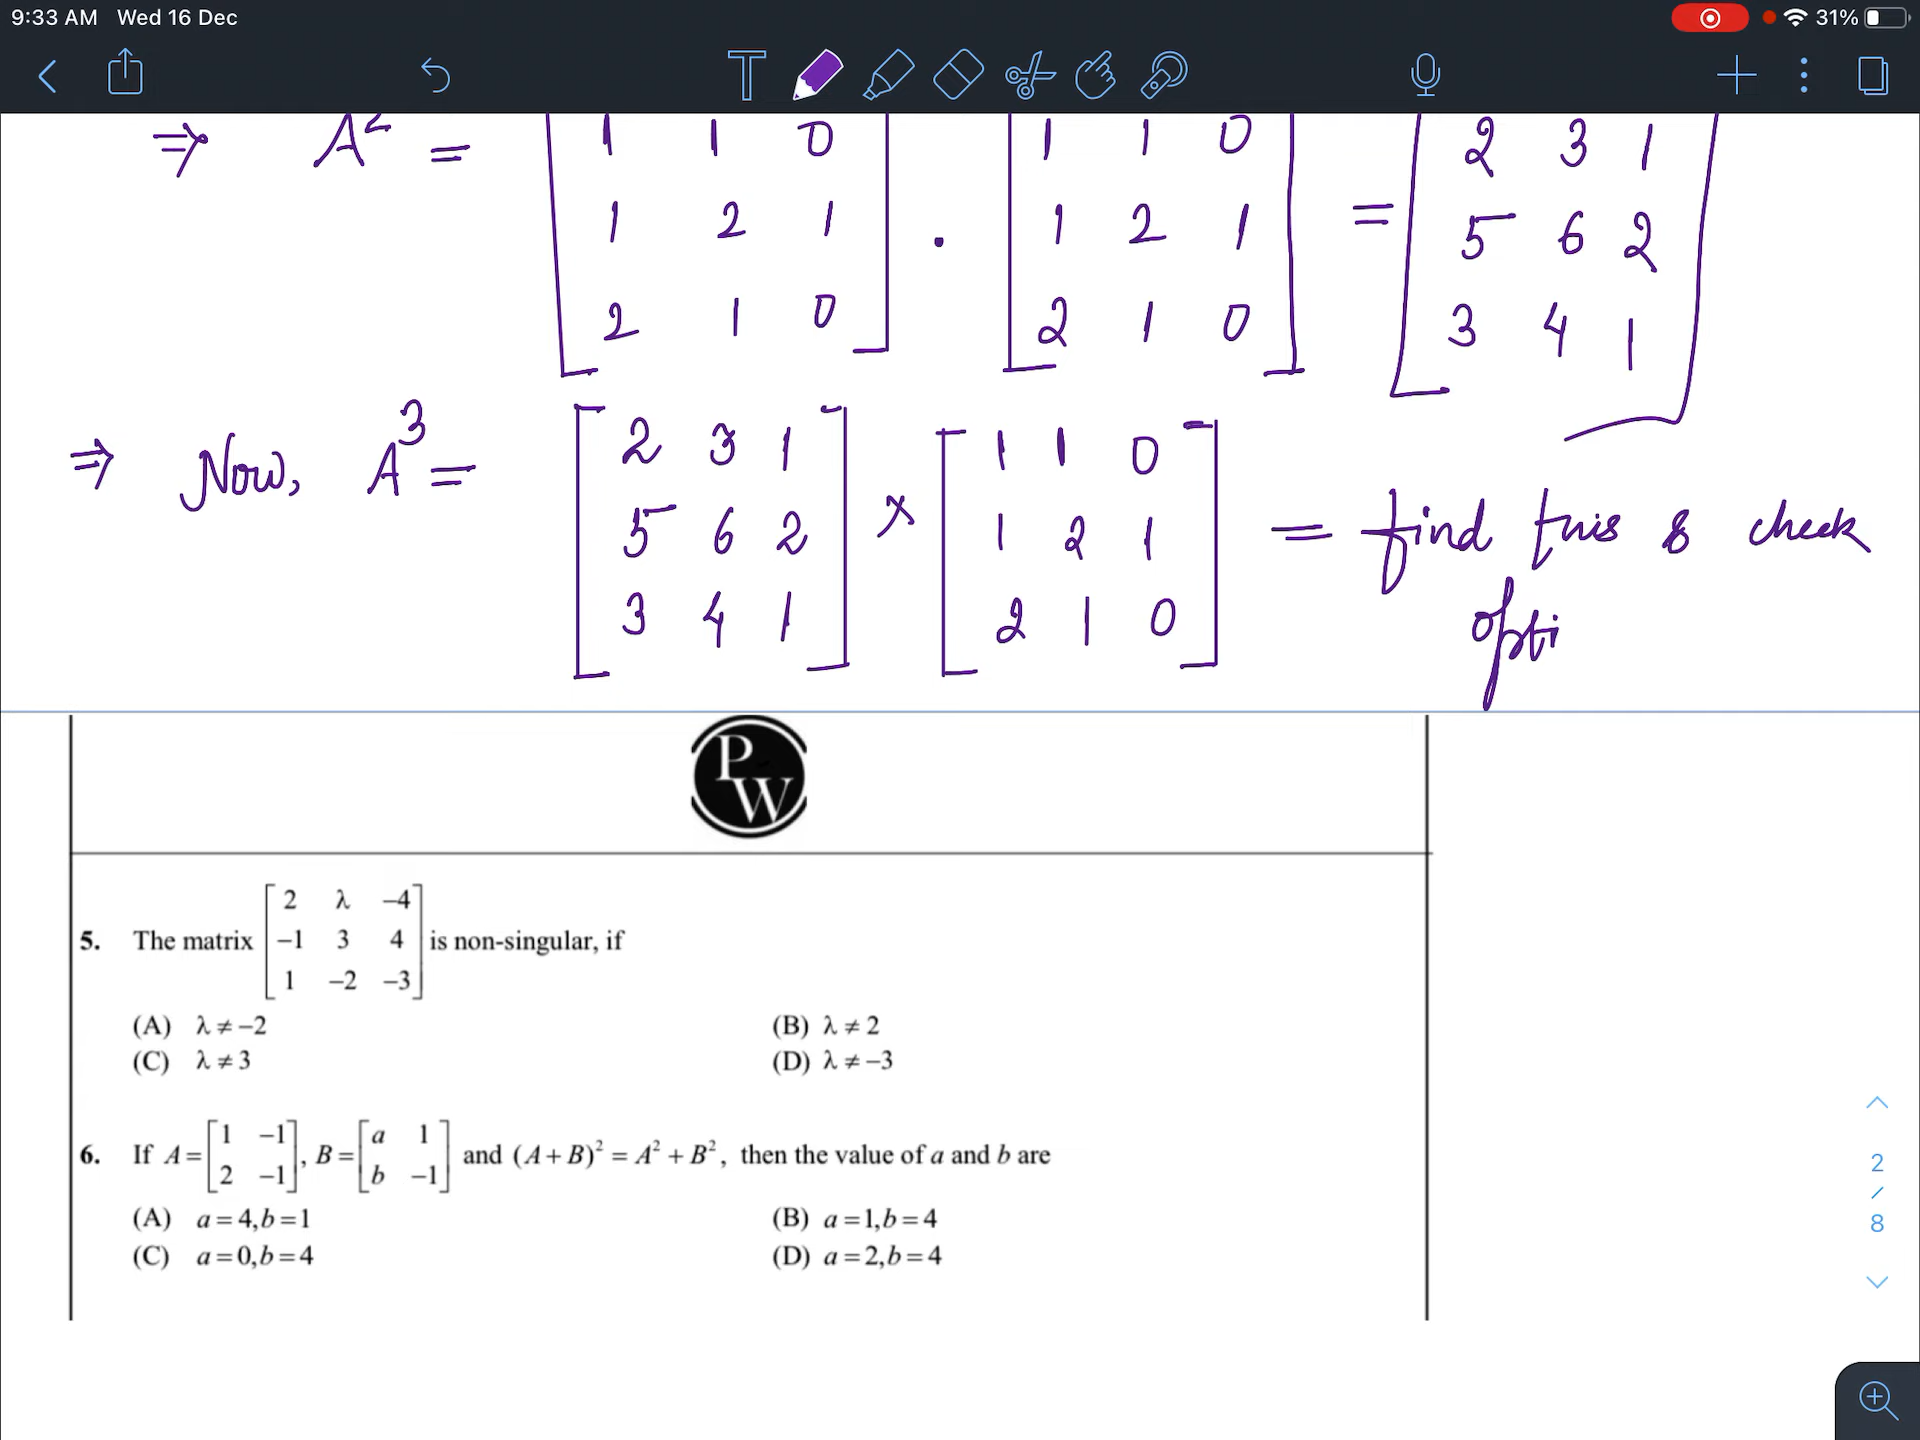 9:33 AM Wed 16 Dec 31%
⇒ A² = [1 1 0 1 2 1 2 1 0] . [1 1 0 1 2 1 2 1 0] = [2 3 1 5 6 2 3 4 1]
⇒ Now, A³ = [2 3 1 5 6 2 3 4 1] × [1 1 0 1 2 1 2 1 0] = find this & check
opti
PW
5. The matrix [2 λ −4 −1 3 4 1 −2 −3] is non-singular, if
(A) λ ≠ −2 (B) λ ≠ 2
(C) λ ≠ 3 (D) λ ≠ −3
6. If A = [1 −1 2 −1], B = [a 1 b −1] and (A + B)² = A² + B², then the value of a and b are
(A) a = 4, b = 1 (B) a = 1, b = 4
(C) a = 0, b = 4 (D) a = 2, b = 4
2 / 8